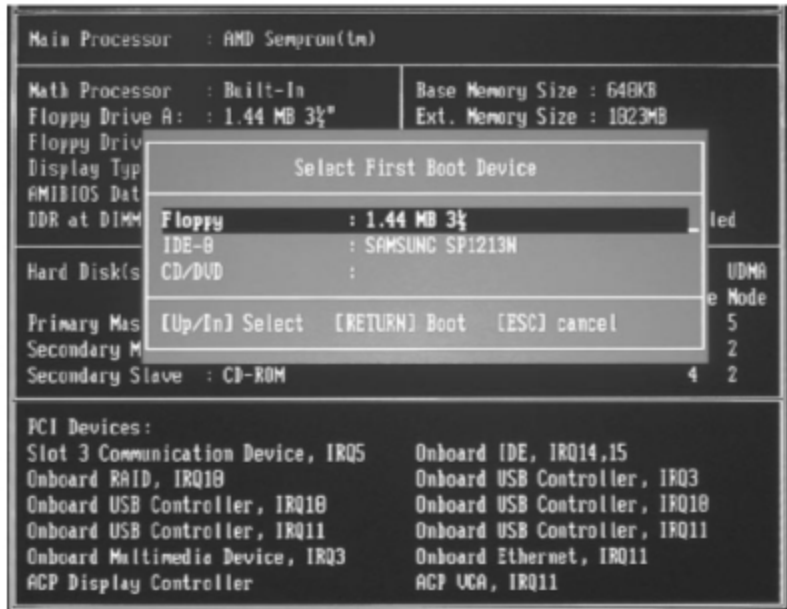 Main Processor : AMD Sempron(tm)
Math Processor : Built-In
Base Memory Size : 640KB
Floppy Drive A: : 1.44 MB 3½"
Ext. Memory Size : 1023MB
Floppy Driv
Display Typ
AMIBIOS Dat
DDR at DIMM
led
Select First Boot Device
Floppy : 1.44 MB 3½
IDE-0 : SAMSUNG SP1213N
CD/DVD :
[Up/Dn] Select [RETURN] Boot [ESC] cancel
Hard Disk(s
UDMA
e Mode
Primary Mas
5
Secondary M
2
Secondary Slave : CD-ROM 4 2
PCI Devices:
Slot 3 Communication Device, IRQ5
Onboard IDE, IRQ14,15
Onboard RAID, IRQ10
Onboard USB Controller, IRQ3
Onboard USB Controller, IRQ10
Onboard USB Controller, IRQ10
Onboard USB Controller, IRQ11
Onboard USB Controller, IRQ11
Onboard Multimedia Device, IRQ3
Onboard Ethernet, IRQ11
AGP Display Controller
AGP VGA, IRQ11